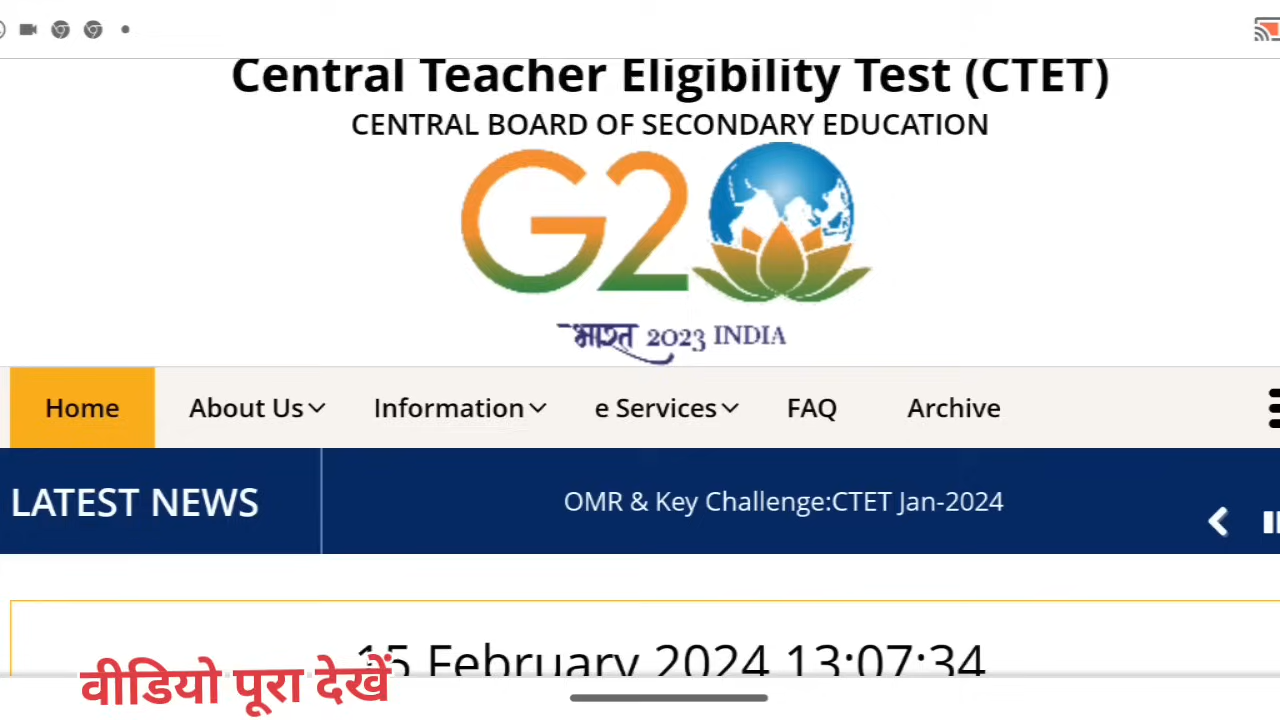 Central Teacher Eligibility Test (CTET)
CENTRAL BOARD OF SECONDARY EDUCATION
G20
भारत 2023 INDIA
Home About Us Information e Services FAQ Archive
LATEST NEWS OMR & Key Challenge:CTET Jan-2024
15 February 2024 13:07:34
वीडियो पूरा देखें